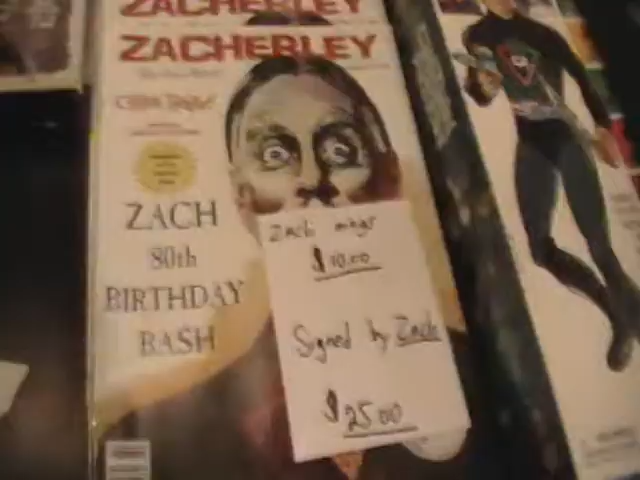 ZACHERLEY
ZACHERLEY
ZACH
80th
BIRTHDAY
BASH
Zach mags
$10.00
Signed by Zach
$25.00